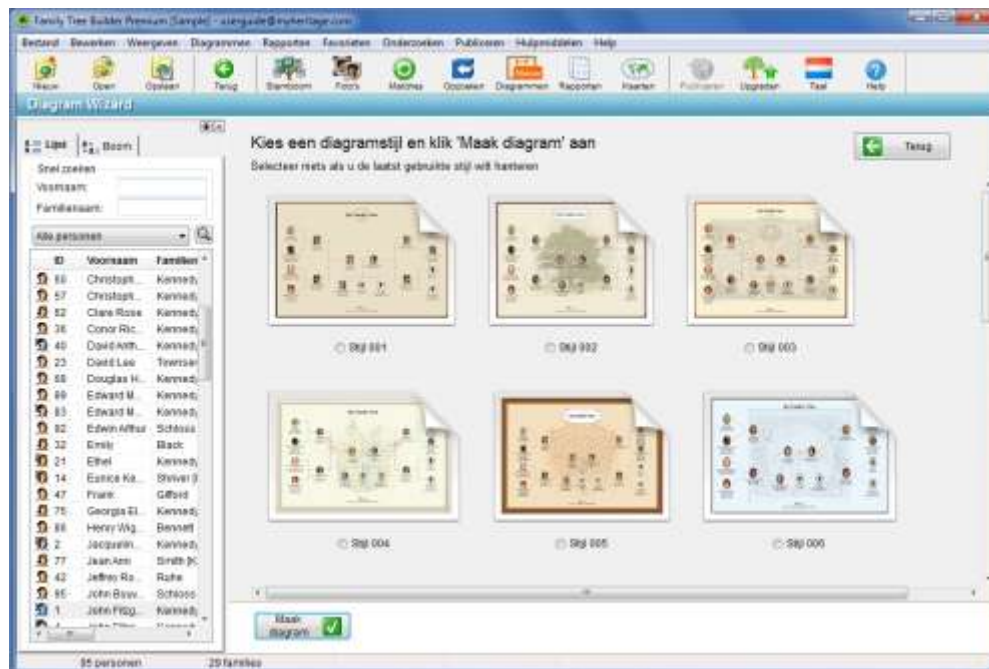 Family Tree Builder Premium [Sample] - userguide@myheritage.com
Bestand Bewerken Weergeven Diagrammen Rapporten Favorieten Onderzoeken Publiceren Hulpmiddelen Help
Nieuw Open Opslaan Terug Stamboom Foto's Matches Opzoeken Diagrammen Rapporten Kaarten Publiceren Upgraden Taal Help
Diagram Wizard
Lijst Boom
Kies een diagramstijl en klik 'Maak diagram' aan
Terug
Selecteer niets als u de laatst gebruikte stijl wilt hanteren
Snel zoeken
Voornaam:
Familienaam:
Alle personen
ID Voornaam Familien
60 Christoph... Kennedy
57 Christoph... Kennedy
52 Clare Rose Kennedy
36 Conor Ric... Kennedy
40 David Anth... Kennedy
23 David Lee Townsen
Douglas H... Kennedy
Edward M... Kennedy
83 Edward M... Kennedy
92 Edwin Arthur Schloss
32 Emily Black
21 Ethel Kennedy
14 Eunice Ke... Shriver [
47 Frank Gifford
75 Georgia El... Kennedy
Henry Wig... Bennett
2 Jacquelin... Kennedy
77 Jean Ann Smith [K
42 Jeffrey Ro... Ruhe
95 John Bouv... Schloss
1 John Fitzg... Kennedy
Stijl 001 Stijl 002 Stijl 003
Stijl 004 Stijl 005 Stijl 006
Maak
diagram
95 personen 29 families